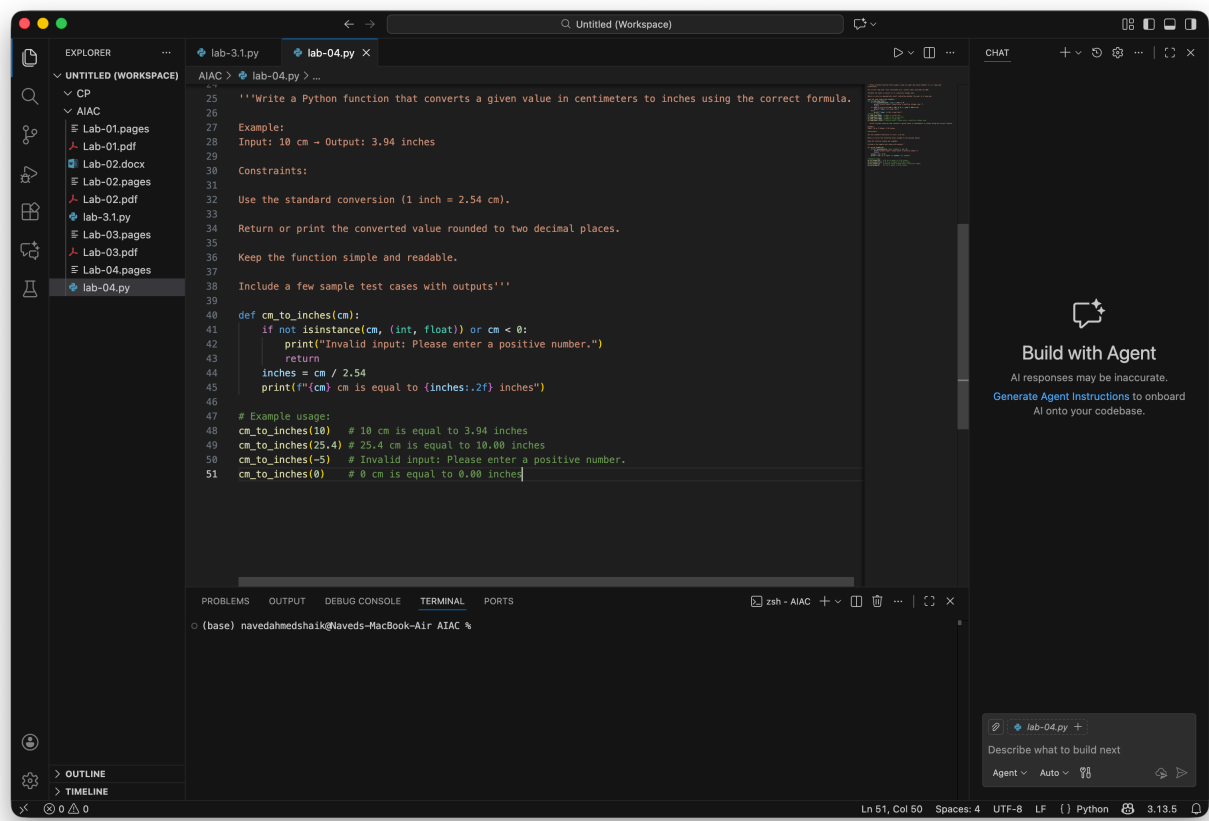 Untitled (Workspace)
EXPLORER
UNTITLED (WORKSPACE)
CP
AIAC
Lab-01.pages
Lab-01.pdf
Lab-02.docx
Lab-02.pages
Lab-02.pdf
lab-3.1.py
Lab-03.pages
Lab-03.pdf
Lab-04.pages
lab-04.py
OUTLINE
TIMELINE
lab-3.1.py
lab-04.py
AIAC > lab-04.py > ...
24
25 '''Write a Python function that converts a given value in centimeters to inches using the correct formula.
26
27 Example:
28 Input: 10 cm → Output: 3.94 inches
29
30 Constraints:
31
32 Use the standard conversion (1 inch = 2.54 cm).
33
34 Return or print the converted value rounded to two decimal places.
35
36 Keep the function simple and readable.
37
38 Include a few sample test cases with outputs'''
39
40 def cm_to_inches(cm):
41     if not isinstance(cm, (int, float)) or cm < 0:
42         print("Invalid input: Please enter a positive number.")
43         return
44     inches = cm / 2.54
45     print(f"{cm} cm is equal to {inches:.2f} inches")
46
47 # Example usage:
48 cm_to_inches(10)   # 10 cm is equal to 3.94 inches
49 cm_to_inches(25.4) # 25.4 cm is equal to 10.00 inches
50 cm_to_inches(-5)   # Invalid input: Please enter a positive number.
51 cm_to_inches(0)    # 0 cm is equal to 0.00 inches
PROBLEMS OUTPUT DEBUG CONSOLE TERMINAL PORTS
zsh - AIAC
(base) navedahmedshaik@Naveds-MacBook-Air AIAC %
CHAT
Build with Agent
AI responses may be inaccurate.
Generate Agent Instructions to onboard
AI onto your codebase.
lab-04.py
Describe what to build next
Agent Auto
0 0
Ln 51, Col 50 Spaces: 4 UTF-8 LF {} Python 3.13.5